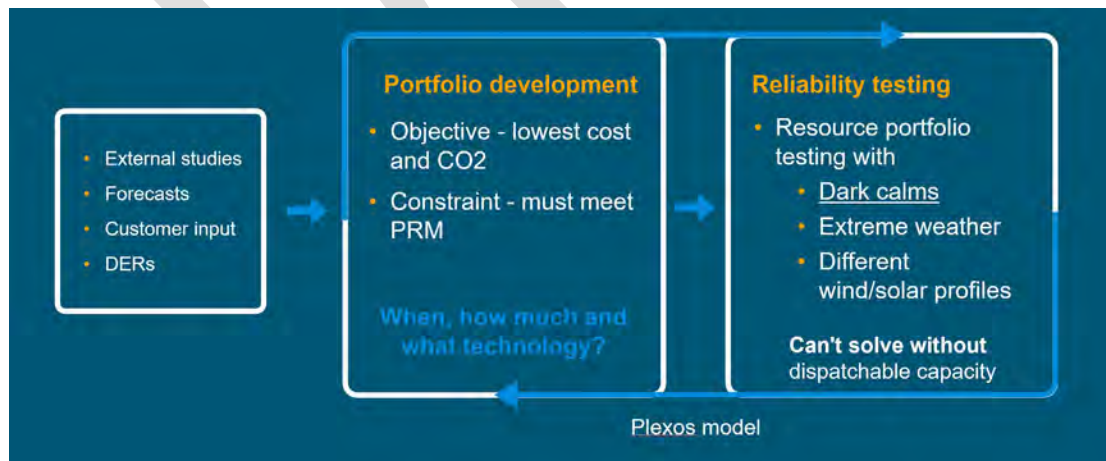 • External studies
• Forecasts
• Customer input
• DERs
Portfolio development
• Objective - lowest cost
and CO2
• Constraint - must meet
PRM
When, how much and
what technology?
Reliability testing
• Resource portfolio
testing with
• Dark calms
• Extreme weather
• Different
wind/solar profiles
Can't solve without
dispatchable capacity
Plexos model